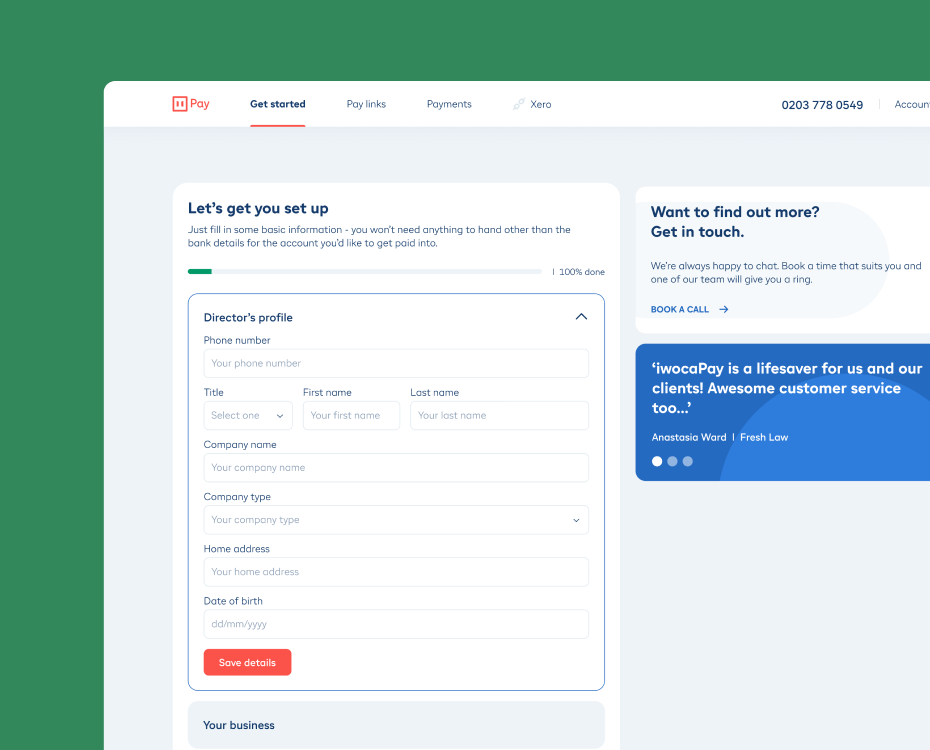 Pay
Get started
Pay links
Payments
Xero
0203 778 0549
Account
Let's get you set up
Just fill in some basic information - you won't need anything to hand other than the
bank details for the account you'd like to get paid into.
| 100% done
Director's profile
Phone number
Your phone number
Title
First name
Last name
Select one
Your first name
Your last name
Company name
Your company name
Company type
Your company type
Home address
Your home address
Date of birth
dd/mm/yyyy
Save details
Your business
Want to find out more?
Get in touch.
We're always happy to chat. Book a time that suits you and
one of our team will give you a ring.
BOOK A CALL
'iwocaPay is a lifesaver for us and our
clients! Awesome customer service
too...'
Anastasia Ward | Fresh Law